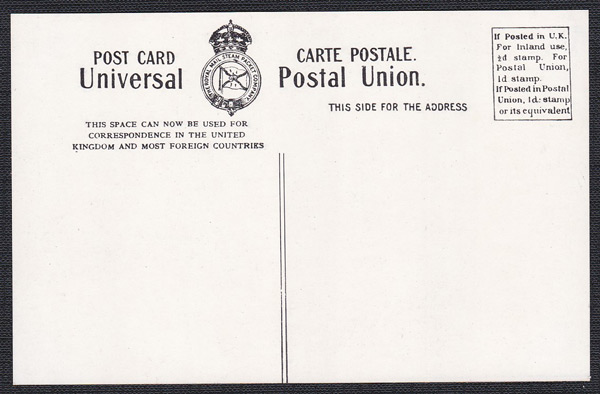 POST CARD
Universal
CARTE POSTALE.
Postal Union.
THE ROYAL MAIL STEAM PACKET COMPANY
THIS SIDE FOR THE ADDRESS
THIS SPACE CAN NOW BE USED FOR
CORRESPONDENCE IN THE UNITED
KINGDOM AND MOST FOREIGN COUNTRIES
If Posted in U.K.
For Inland use,
½d stamp. For
Postal Union,
1d stamp.
If Posted in Postal
Union, 1d. stamp
or its equivalent